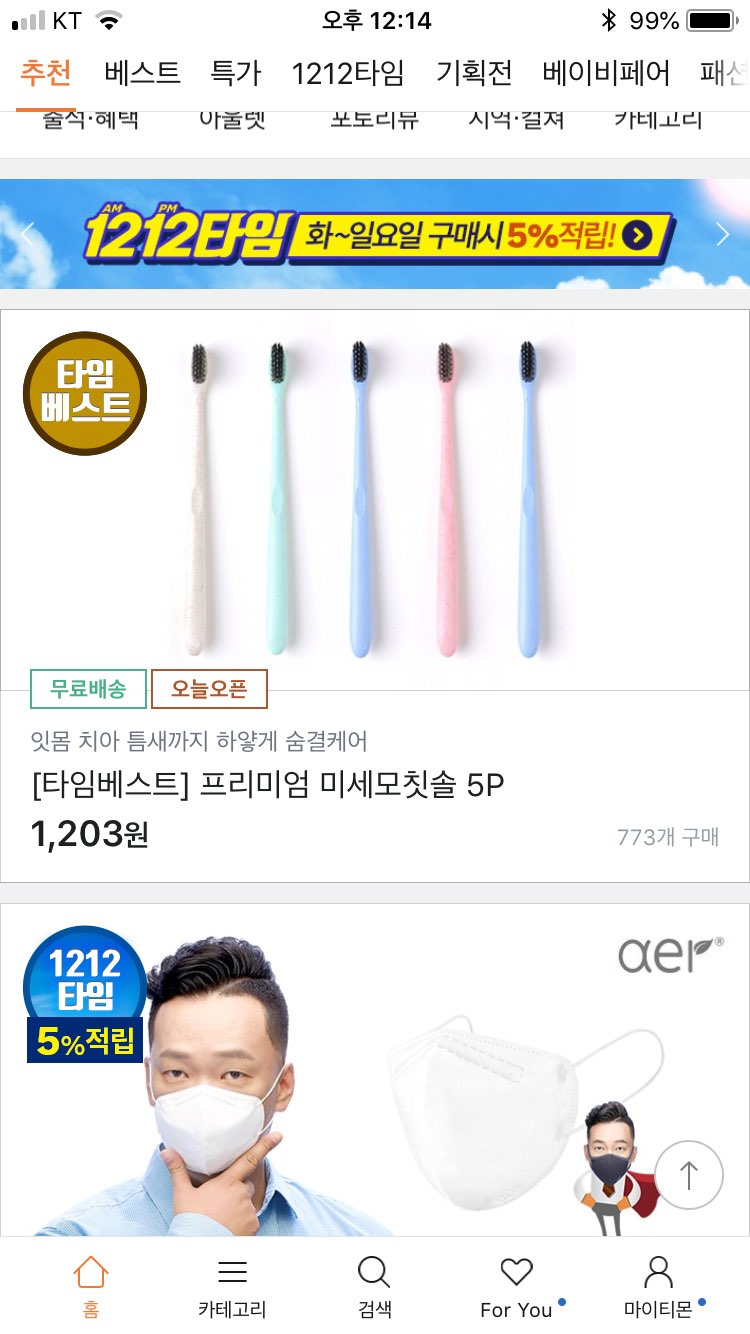 KT 오후 12:14 99%
추천 베스트 특가 1212타임 기획전 베이비페어 패션
출석·혜택 아울렛 포토리뷰 지역·컬쳐 카테고리
AM PM
1212타임 화~일요일 구매시 5%적립!
타임
베스트
무료배송 오늘오픈
잇몸 치아 틈새까지 하얗게 숨결케어
[타임베스트] 프리미엄 미세모칫솔 5P
1,203원
773개 구매
1212
타임
5%적립
aer®
홈 카테고리 검색 For You 마이티몬